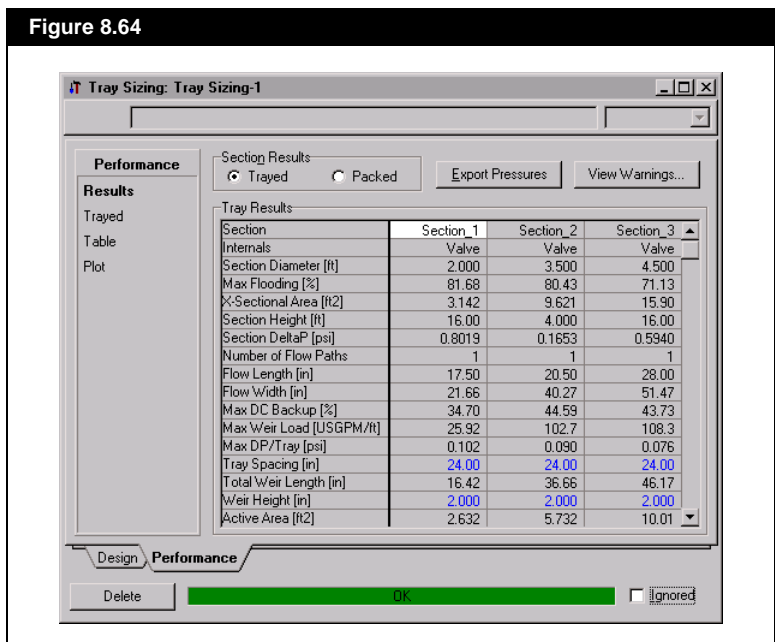 Figure 8.64
Tray Sizing: Tray Sizing-1
Performance
Results
Trayed
Table
Plot
Section Results
Trayed Packed
Export Pressures
View Warnings...
Tray Results
Section Section_1 Section_2 Section_3
Internals Valve Valve Valve
Section Diameter [ft] 2.000 3.500 4.500
Max Flooding [%] 81.68 80.43 71.13
X-Sectional Area [ft2] 3.142 9.621 15.90
Section Height [ft] 16.00 4.000 16.00
Section DeltaP [psi] 0.8019 0.1653 0.5940
Number of Flow Paths 1 1 1
Flow Length [in] 17.50 20.50 28.00
Flow Width [in] 21.66 40.27 51.47
Max DC Backup [%] 34.70 44.59 43.73
Max Weir Load [USGPM/ft] 25.92 102.7 108.3
Max DP/Tray [psi] 0.102 0.090 0.076
Tray Spacing [in] 24.00 24.00 24.00
Total Weir Length [in] 16.42 36.66 46.17
Weir Height [in] 2.000 2.000 2.000
Active Area [ft2] 2.632 5.732 10.01
Design Performance
Delete OK Ignored